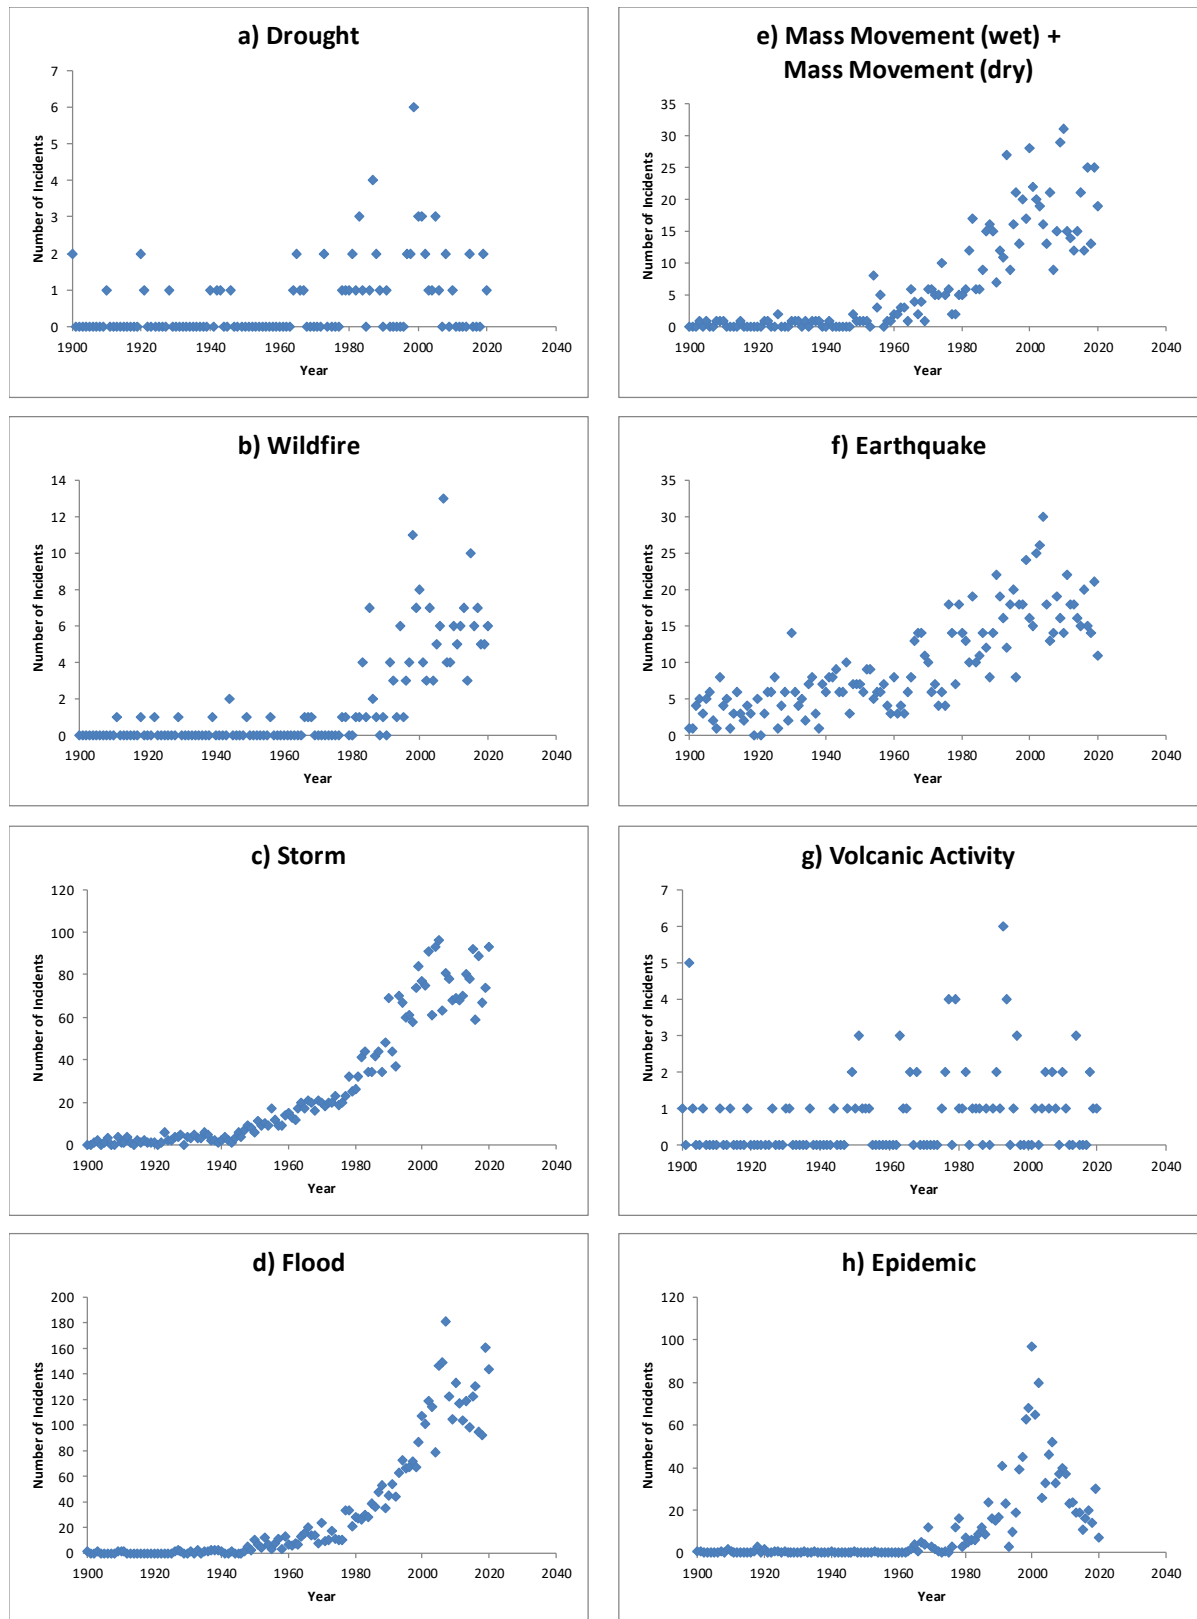 a) Drought
7
6
5
4
3
2
1
0
Number of Incidents
1900 1920 1940 1960 1980 2000 2020 2040
Year
b) Wildfire
14
12
10
8
6
4
2
0
Number of Incidents
1900 1920 1940 1960 1980 2000 2020 2040
Year
c) Storm
120
100
80
60
40
20
0
Number of Incidents
1900 1920 1940 1960 1980 2000 2020 2040
Year
d) Flood
200
180
160
140
120
100
80
60
40
20
0
Number of Incidents
1900 1920 1940 1960 1980 2000 2020 2040
Year
e) Mass Movement (wet) +
Mass Movement (dry)
35
30
25
20
15
10
5
0
Number of Incidents
1900 1920 1940 1960 1980 2000 2020 2040
Year
f) Earthquake
35
30
25
20
15
10
5
0
Number of Incidents
1900 1920 1940 1960 1980 2000 2020 2040
Year
g) Volcanic Activity
7
6
5
4
3
2
1
0
Number of Incidents
1900 1920 1940 1960 1980 2000 2020 2040
Year
h) Epidemic
120
100
80
60
40
20
0
Number of Incidents
1900 1920 1940 1960 1980 2000 2020 2040
Year